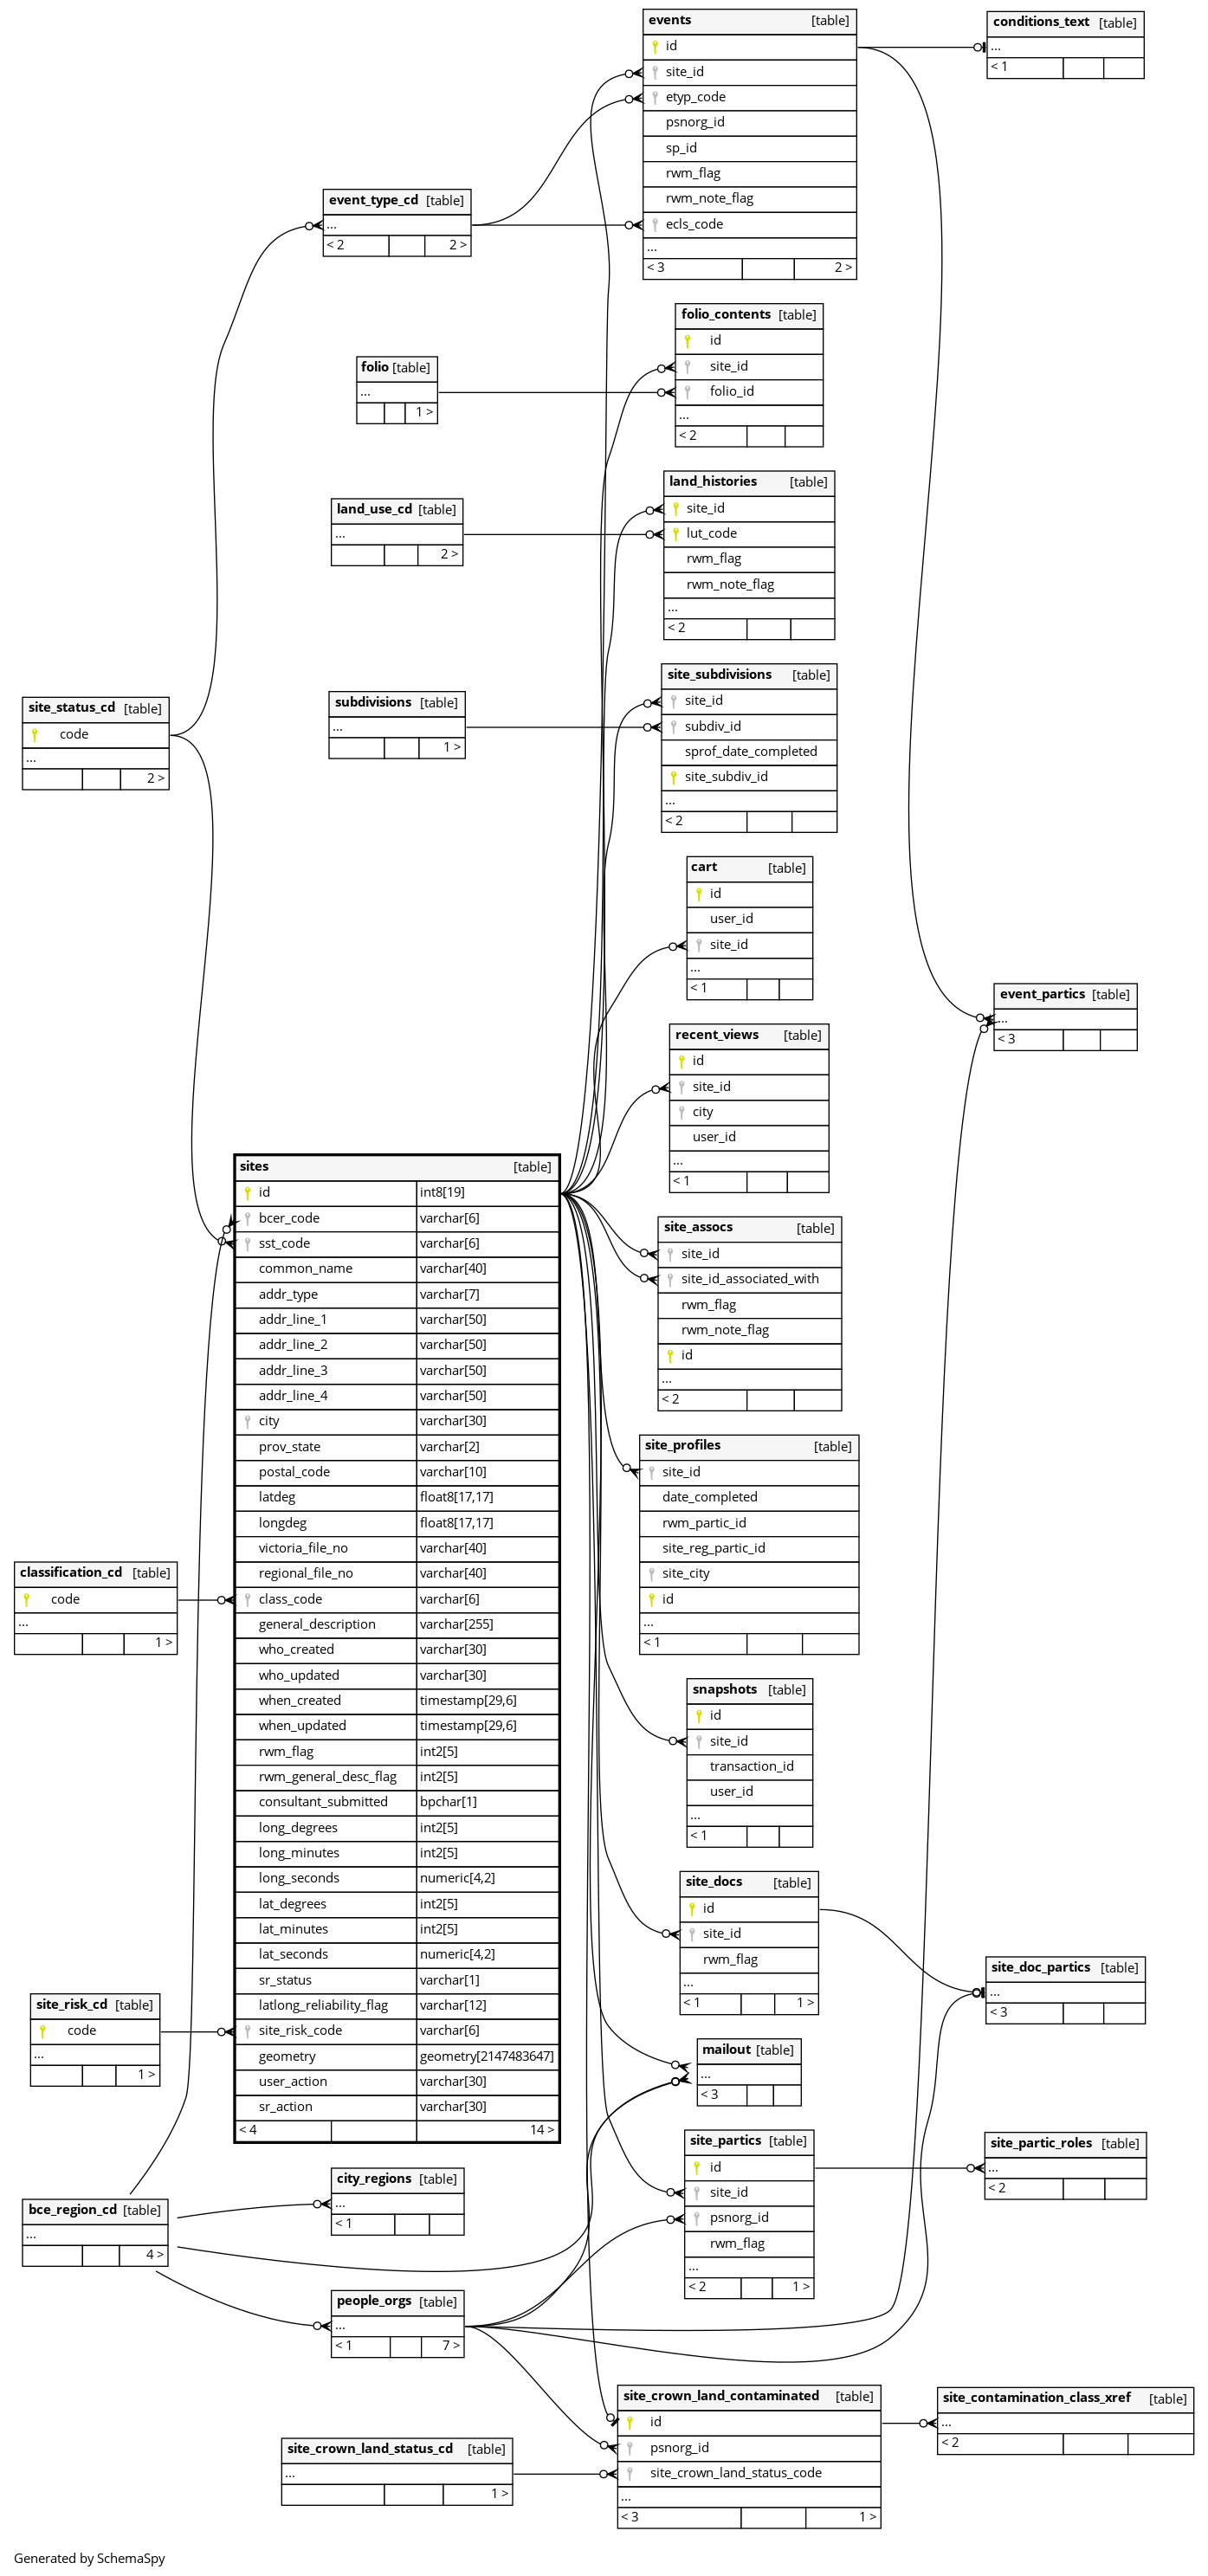 events [table]
id
site_id
etyp_code
psnorg_id
sp_id
rwm_flag
rwm_note_flag
ecls_code
...
< 3 2 >
conditions_text [table]
...
< 1
event_type_cd [table]
...
< 2 2 >
folio_contents [table]
id
site_id
folio_id
...
< 2
folio [table]
...
1 >
land_histories [table]
site_id
lut_code
rwm_flag
rwm_note_flag
...
< 2
land_use_cd [table]
...
2 >
site_subdivisions [table]
site_id
subdiv_id
sprof_date_completed
site_subdiv_id
...
< 2
site_status_cd [table]
code
...
2 >
subdivisions [table]
...
1 >
cart [table]
id
user_id
site_id
...
< 1
event_partics [table]
...
< 3
recent_views [table]
id
site_id
city
user_id
...
< 1
sites [table]
id int8[19]
bcer_code varchar[6]
sst_code varchar[6]
common_name varchar[40]
addr_type varchar[7]
addr_line_1 varchar[50]
addr_line_2 varchar[50]
addr_line_3 varchar[50]
addr_line_4 varchar[50]
city varchar[30]
prov_state varchar[2]
postal_code varchar[10]
latdeg float8[17,17]
longdeg float8[17,17]
victoria_file_no varchar[40]
regional_file_no varchar[40]
class_code varchar[6]
general_description varchar[255]
who_created varchar[30]
who_updated varchar[30]
when_created timestamp[29,6]
when_updated timestamp[29,6]
rwm_flag int2[5]
rwm_general_desc_flag int2[5]
consultant_submitted bpchar[1]
long_degrees int2[5]
long_minutes int2[5]
long_seconds numeric[4,2]
lat_degrees int2[5]
lat_minutes int2[5]
lat_seconds numeric[4,2]
sr_status varchar[1]
latlong_reliability_flag varchar[12]
site_risk_code varchar[6]
geometry geometry[2147483647]
user_action varchar[30]
sr_action varchar[30]
< 4 14 >
site_assocs [table]
site_id
site_id_associated_with
rwm_flag
rwm_note_flag
id
...
< 2
site_profiles [table]
site_id
date_completed
rwm_partic_id
site_reg_partic_id
site_city
id
...
< 1
classification_cd [table]
code
...
1 >
snapshots [table]
id
site_id
transaction_id
user_id
...
< 1
site_docs [table]
id
site_id
rwm_flag
...
< 1 1 >
site_doc_partics [table]
...
< 3
site_risk_cd [table]
code
...
1 >
mailout [table]
...
< 3
site_partics [table]
id
site_id
psnorg_id
rwm_flag
...
< 2 1 >
site_partic_roles [table]
...
< 2
city_regions [table]
...
< 1
bce_region_cd [table]
...
4 >
people_orgs [table]
...
< 1 7 >
site_crown_land_contaminated [table]
id
psnorg_id
site_crown_land_status_code
...
< 3 1 >
site_contamination_class_xref [table]
...
< 2
site_crown_land_status_cd [table]
...
1 >
Generated by SchemaSpy